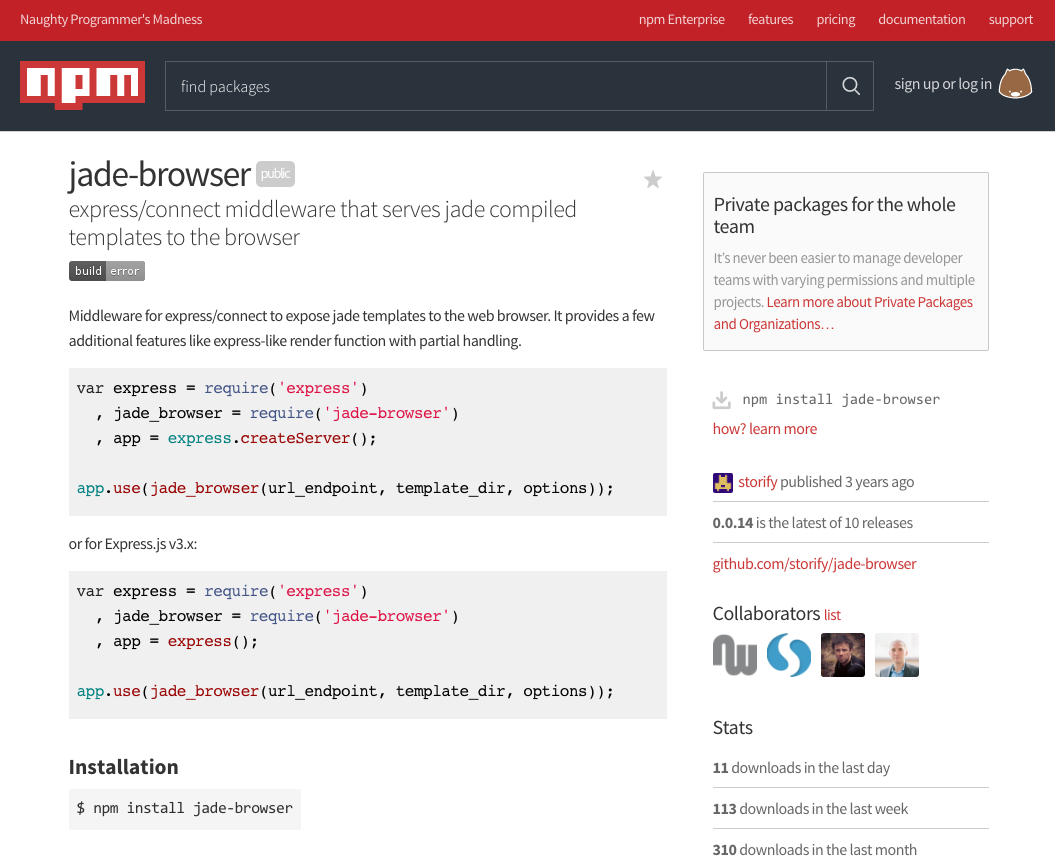 Naughty Programmer's Madness
npm Enterprise features pricing documentation support
npm
find packages
sign up or log in
jade-browser public
express/connect middleware that serves jade compiled
templates to the browser
build error
Middleware for express/connect to expose jade templates to the web browser. It provides a few
additional features like express-like render function with partial handling.
var express = require('express')
  , jade_browser = require('jade-browser')
  , app = express.createServer();
app.use(jade_browser(url_endpoint, template_dir, options));
or for Express.js v3.x:
var express = require('express')
  , jade_browser = require('jade-browser')
  , app = express();
app.use(jade_browser(url_endpoint, template_dir, options));
Installation
$ npm install jade-browser
Private packages for the whole
team
It's never been easier to manage developer
teams with varying permissions and multiple
projects. Learn more about Private Packages
and Organizations…
npm install jade-browser
how? learn more
storify published 3 years ago
0.0.14 is the latest of 10 releases
github.com/storify/jade-browser
Collaborators list
Stats
11 downloads in the last day
113 downloads in the last week
310 downloads in the last month